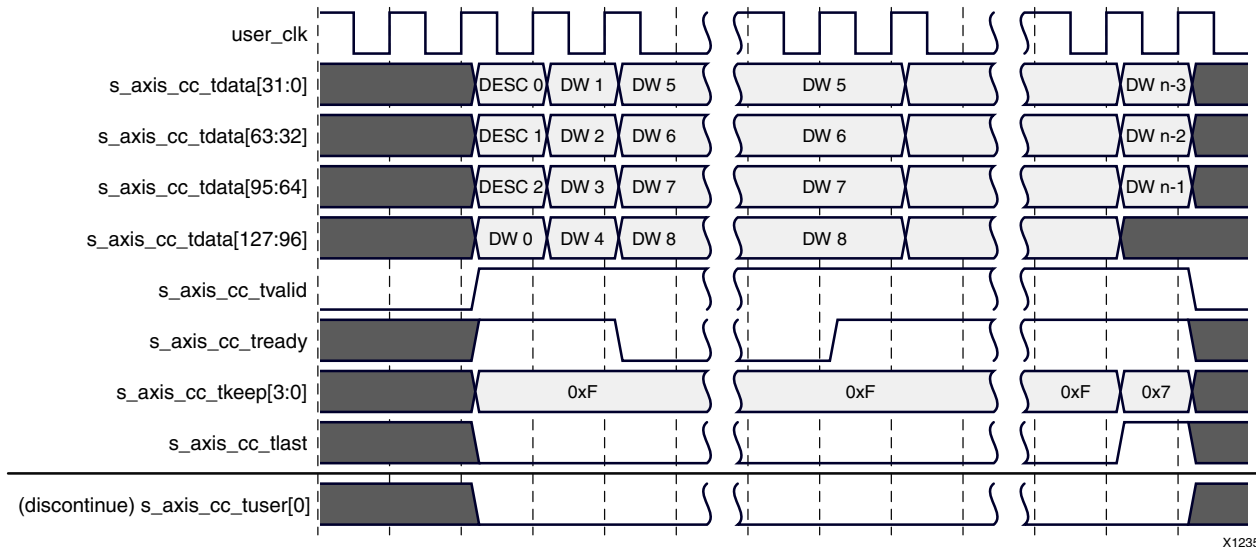 user_clk
s_axis_cc_tdata[31:0] DESC 0 DW 1 DW 5 DW 5 DW n-3
s_axis_cc_tdata[63:32] DESC 1 DW 2 DW 6 DW 6 DW n-2
s_axis_cc_tdata[95:64] DESC 2 DW 3 DW 7 DW 7 DW n-1
s_axis_cc_tdata[127:96] DW 0 DW 4 DW 8 DW 8
s_axis_cc_tvalid
s_axis_cc_tready
s_axis_cc_tkeep[3:0] 0xF 0xF 0xF 0x7
s_axis_cc_tlast
(discontinue) s_axis_cc_tuser[0]
X1235